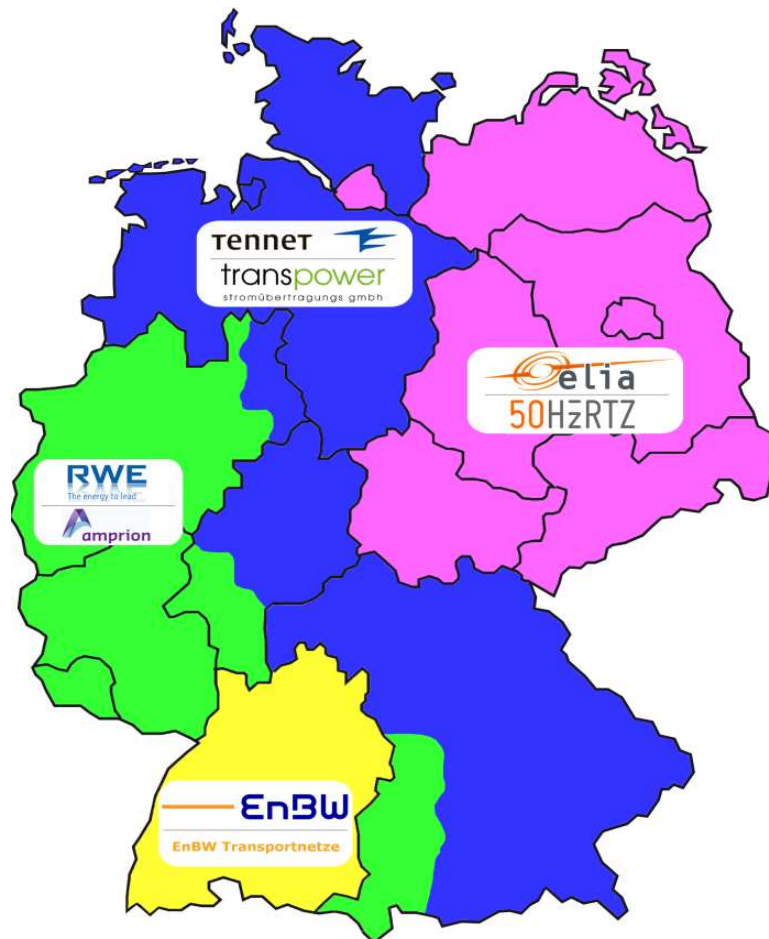 TenneT
transpower
stromübertragungs gmbh
elia
50HzRTZ
RWE
The energy to lead
Amprion
EnBW
EnBW Transportnetze